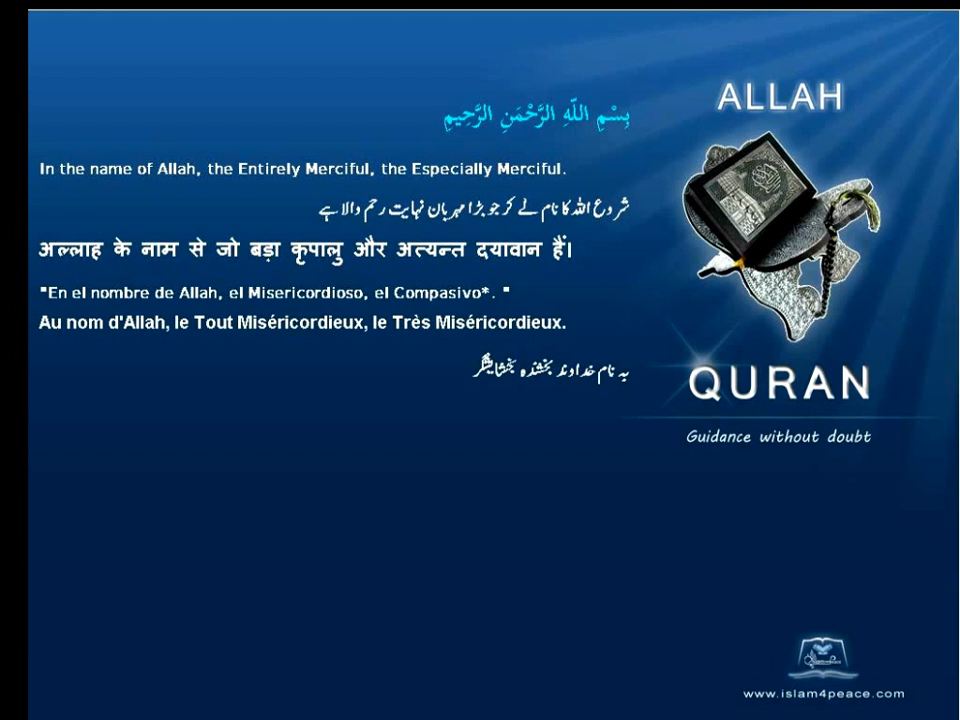 بِسْمِ اللّهِ الرَّحْمَنِ الرَّحِيمِ
In the name of Allah, the Entirely Merciful, the Especially Merciful.
شروع الله کا نام لے کر جو بڑا مہربان نہایت رحم والا ہے
अल्लाह के नाम से जो बड़ा कृपालु और अत्यन्त दयावान हैं।
"En el nombre de Allah, el Misericordioso, el Compasivo*. "
Au nom d'Allah, le Tout Miséricordieux, le Très Miséricordieux.
به نام خداوند بخشنده بخشایشگر
ALLAH
QURAN
Guidance without doubt
www.islam4peace.com